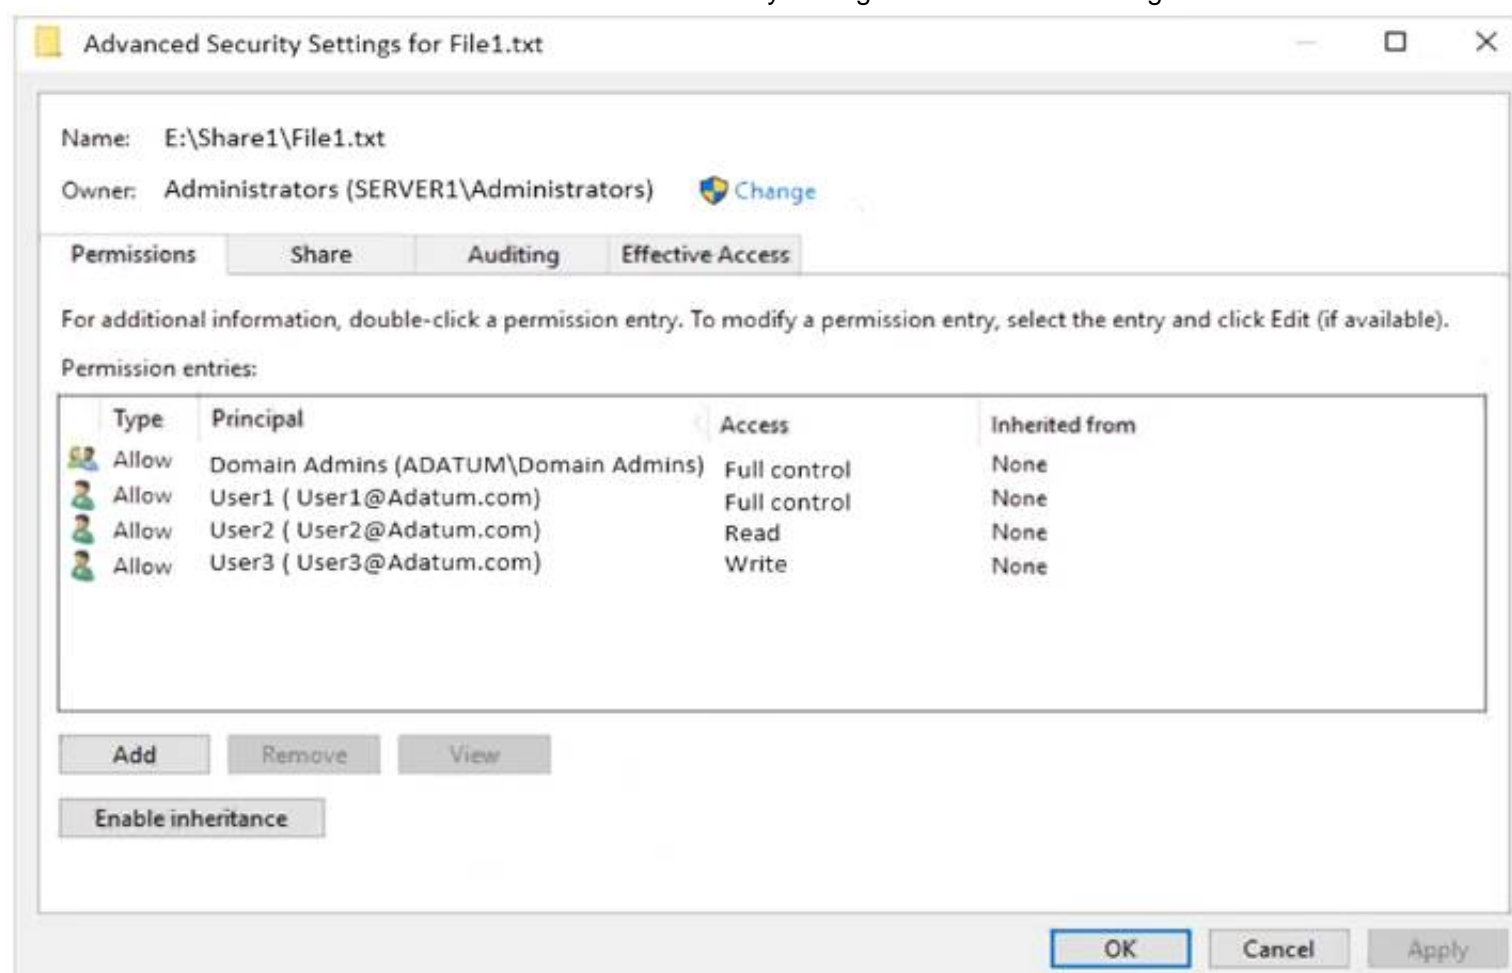 Advanced Security Settings for File1.txt
Name: E:\Share1\File1.txt
Owner: Administrators (SERVER1\Administrators) Change
Permissions Share Auditing Effective Access
For additional information, double-click a permission entry. To modify a permission entry, select the entry and click Edit (if available).
Permission entries:
Type Principal Access Inherited from
Allow Domain Admins (ADATUM\Domain Admins) Full control None
Allow User1 ( User1@Adatum.com) Full control None
Allow User2 ( User2@Adatum.com) Read None
Allow User3 ( User3@Adatum.com) Write None
Add Remove View
Enable inheritance
OK Cancel Apply